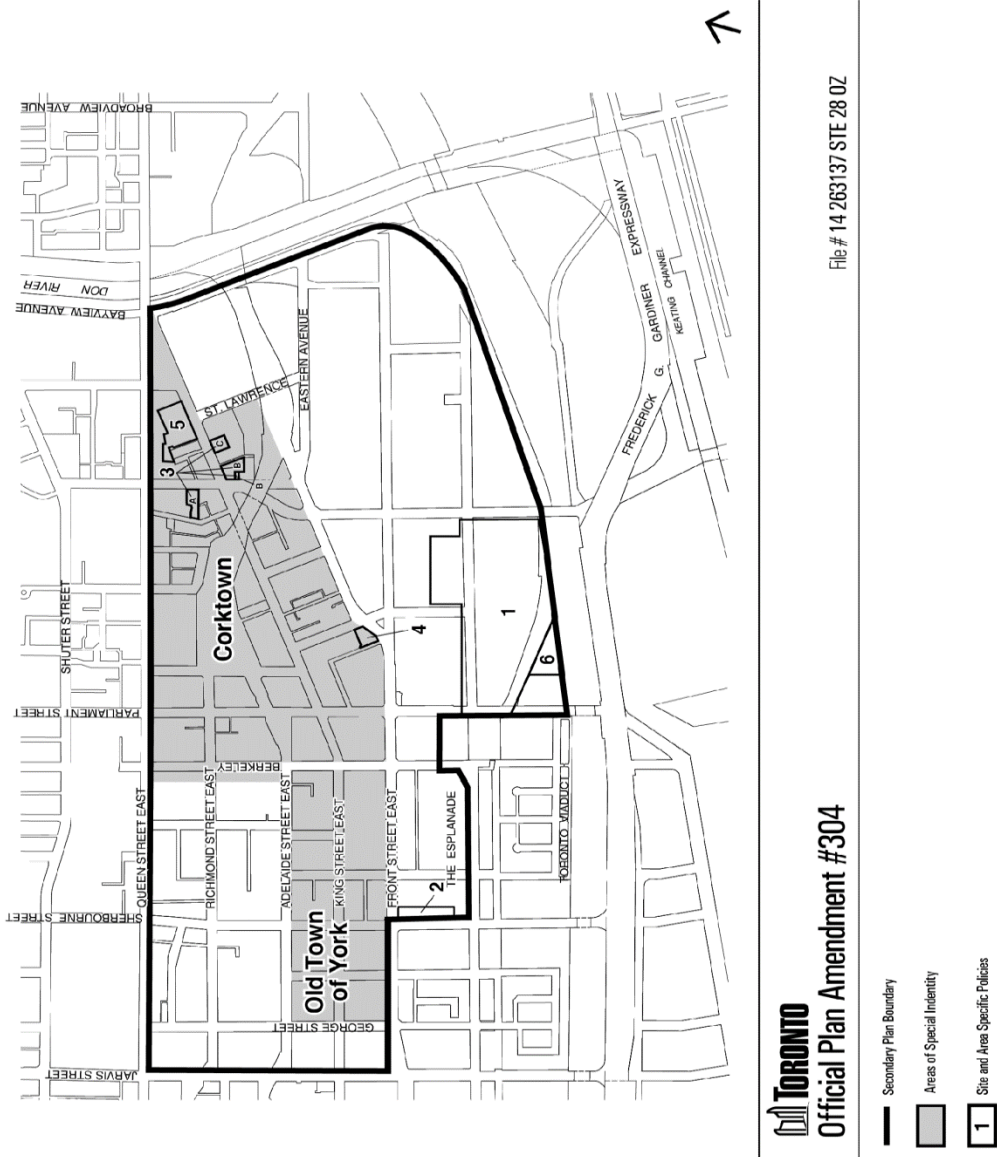 BROADVIEW AVENUE
DON RIVER
BAYVIEW AVENUE
SHUTER STREET
PARLIAMENT STREET
SHERBOURNE STREET
JARVIS STREET
QUEEN STREET EAST
RICHMOND STREET EAST
ADELAIDE STREET EAST
KING STREET EAST
FRONT STREET EAST
THE ESPLANADE
TORONTO VIADUCT
BERKELEY
GEORGE STREET
ST. LAWRENCE
EASTERN AVENUE
FREDERICK G. GARDINER EXPRESSWAY
KEATING CHANNEL
Corktown
Old Town
of York
1
2
3
4
5
6
A
B
B
C
TORONTO
Official Plan Amendment #304
File # 14 263137 STE 28 OZ
Secondary Plan Boundary
Areas of Special Indentity
1
Site and Area Specific Policies